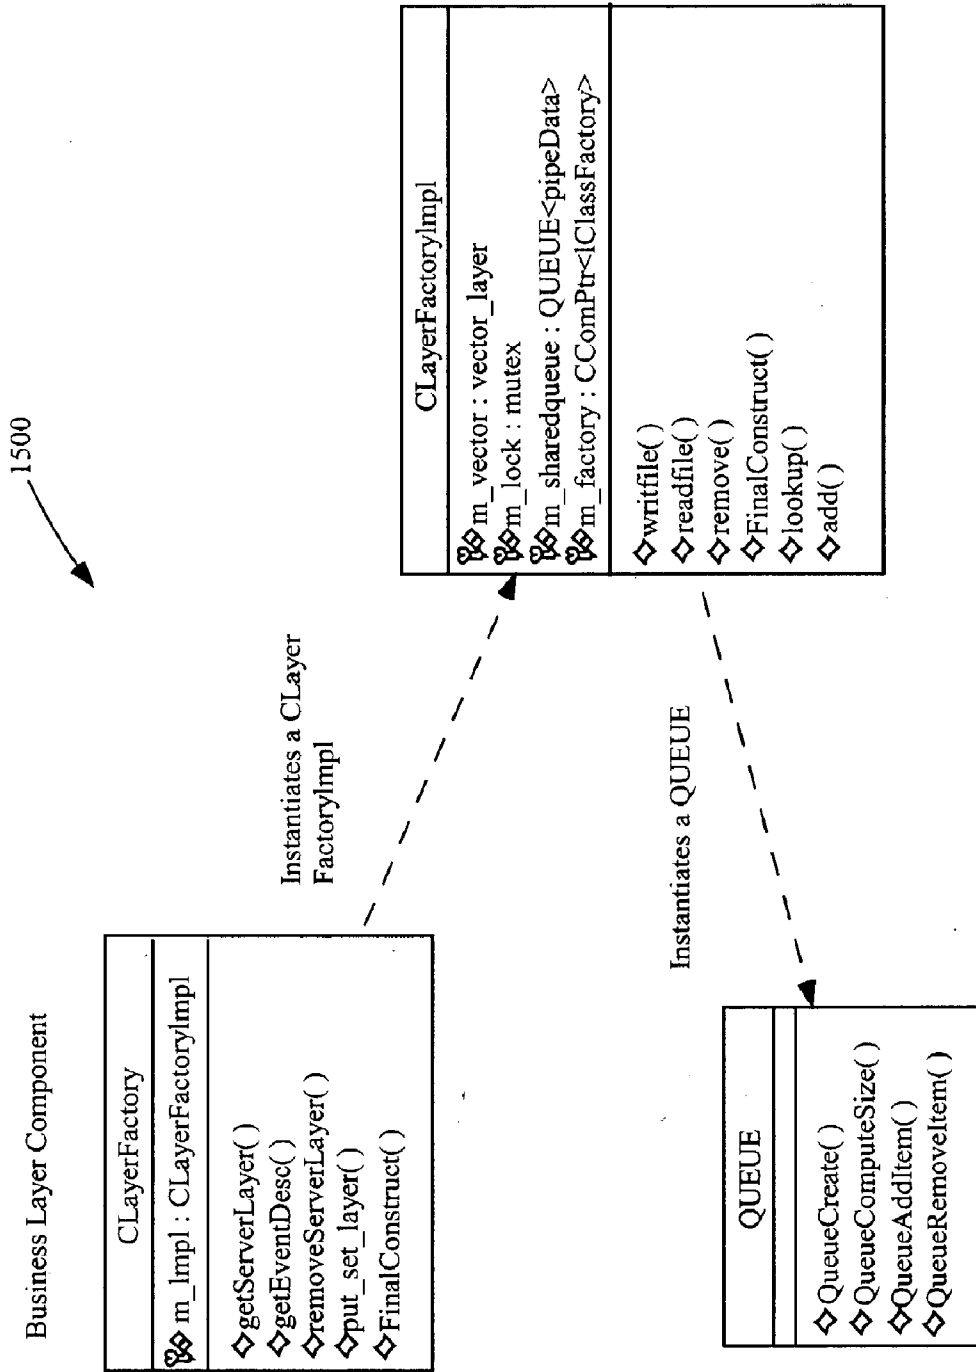 Business Layer Component
1500
CLayerFactory
m_Impl : CLayerFactoryImpl
getServerLayer( )
getEventDesc( )
removeServerLayer( )
put_set_layer( )
FinalConstruct( )
Instantiates a CLayer
FactoryImpl
CLayerFactoryImpl
m_vector : vector_layer
m_lock : mutex
m_sharedqueue : QUEUE<pipeData>
m_factory : CComPtr<IClassFactory>
writfile( )
readfile( )
remove( )
FinalConstruct( )
lookup( )
add( )
Instantiates a QUEUE
QUEUE
QueueCreate( )
QueueComputeSize( )
QueueAddItem( )
QueueRemoveItem( )